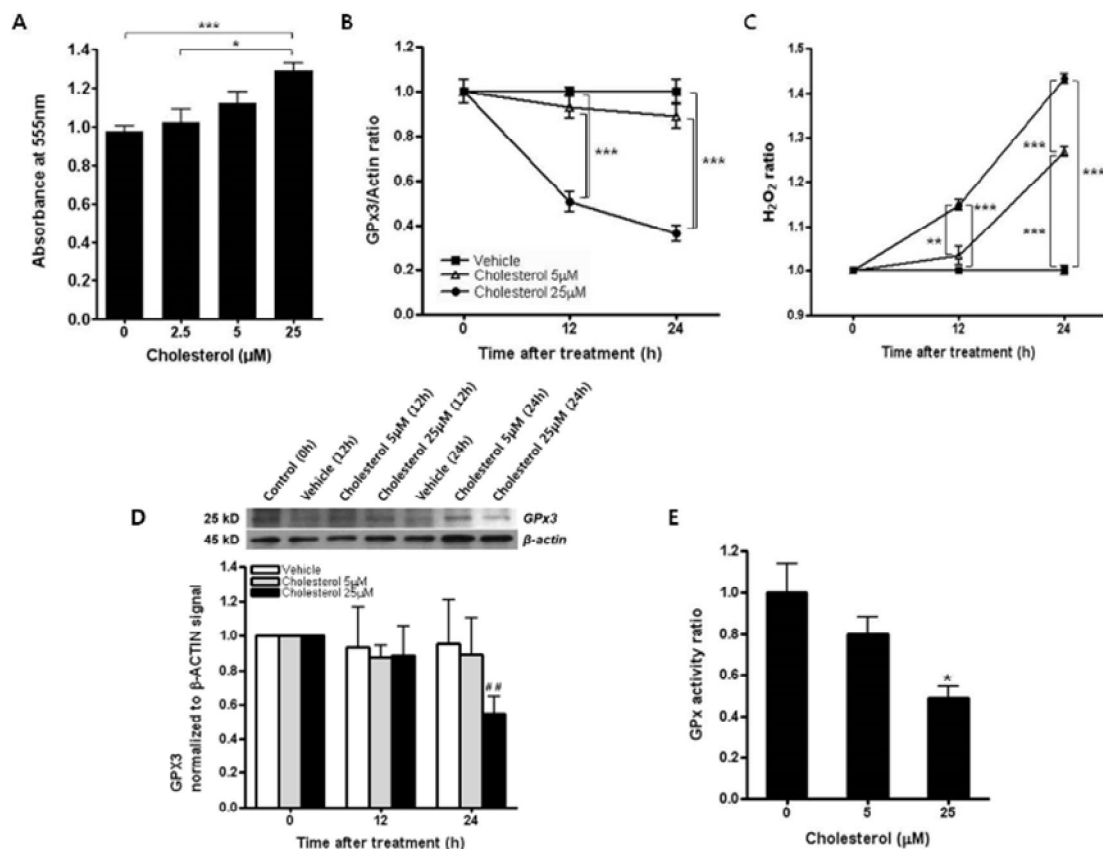 A
***
*
Absorbance at 555nm
1.4
1.2
1.0
0.8
0.6
0.4
0.2
0.0
0 2.5 5 25
Cholesterol (µM)
B
GPx3/Actin ratio
1.2
1.0
0.8
0.6
0.4
0.2
0.0
***
***
Vehicle
Cholesterol 5µM
Cholesterol 25µM
0 12 24
Time after treatment (h)
C
H₂O₂ ratio
1.5
1.4
1.3
1.2
1.1
1.0
0.9
***
**
***
***
***
0 12 24
Time after treatment (h)
D
Control (0h)
Vehicle (12h)
Cholesterol 5µM (12h)
Cholesterol 25µM (12h)
Vehicle (24h)
Cholesterol 5µM (24h)
Cholesterol 25µM (24h)
25 kD GPx3
45 kD β-actin
GPX3
normalized to β-ACTIN signal
1.4
1.2
1.0
0.8
0.6
0.4
0.2
0.0
Vehicle
Cholesterol 5µM
Cholesterol 25µM
##
0 12 24
Time after treatment (h)
E
GPx activity ratio
1.2
1.0
0.8
0.6
0.4
0.2
0.0
*
0 5 25
Cholesterol (µM)